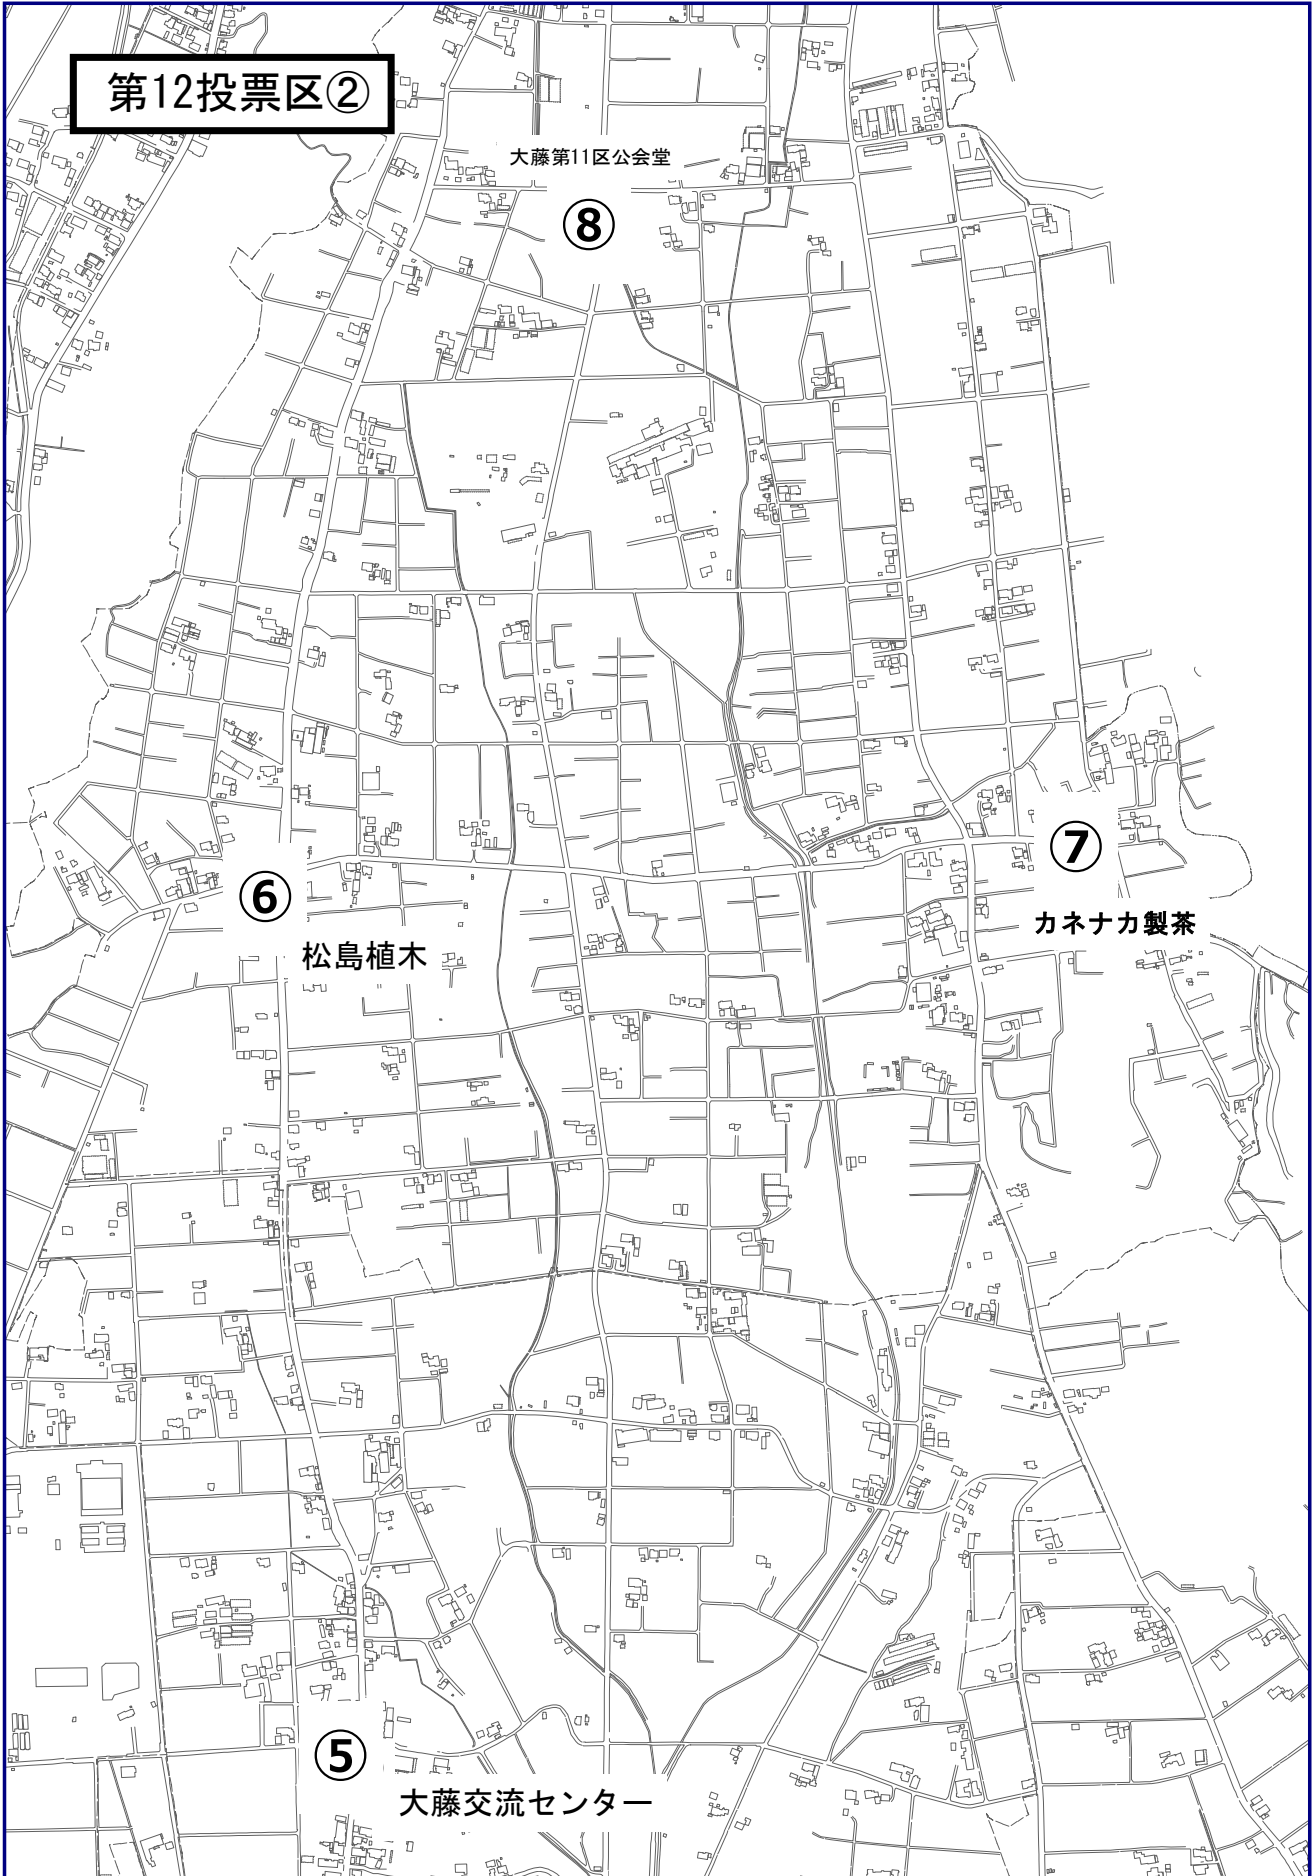 第12投票区②
大藤第11区公会堂
⑧
⑦
カネナカ製茶
⑥
松島植木
⑤
大藤交流センター